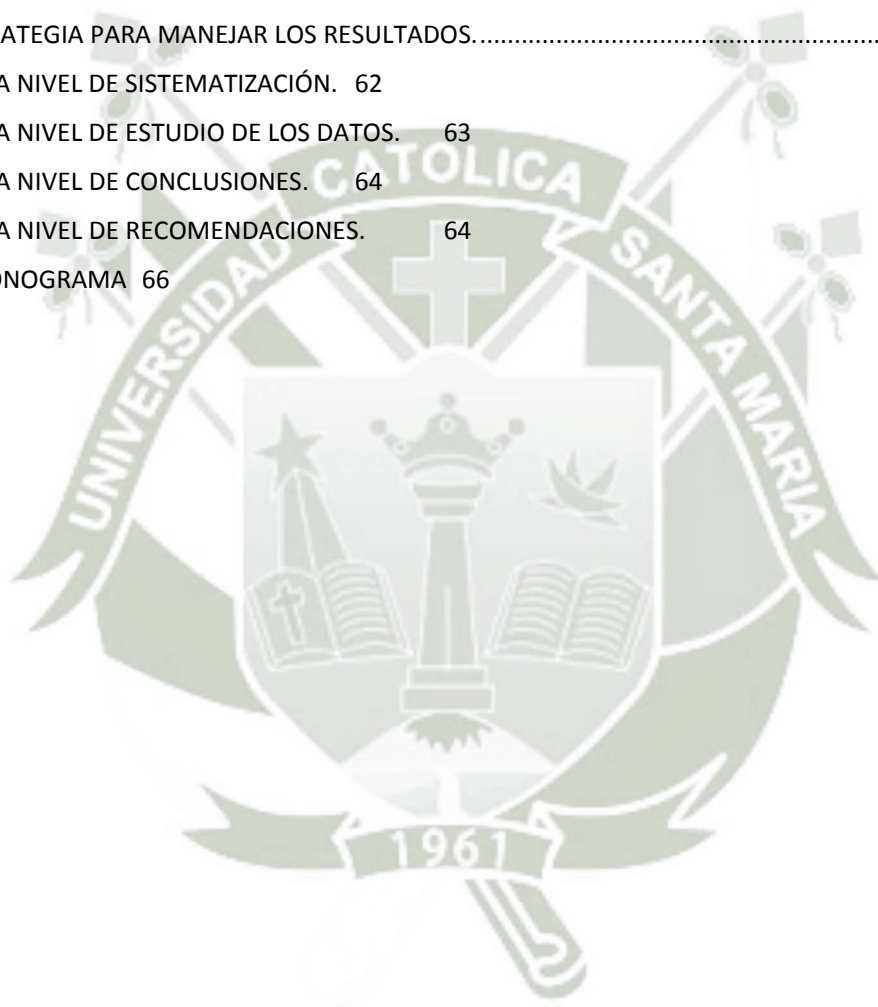 ATEGIA PARA MANEJAR LOS RESULTADOS.......................................................
A NIVEL DE SISTEMATIZACIÓN. 62
A NIVEL DE ESTUDIO DE LOS DATOS. 63
A NIVEL DE CONCLUSIONES. 64
A NIVEL DE RECOMENDACIONES. 64
ONOGRAMA 66
UNIVERSIDAD CATOLICA SANTA MARIA
1961